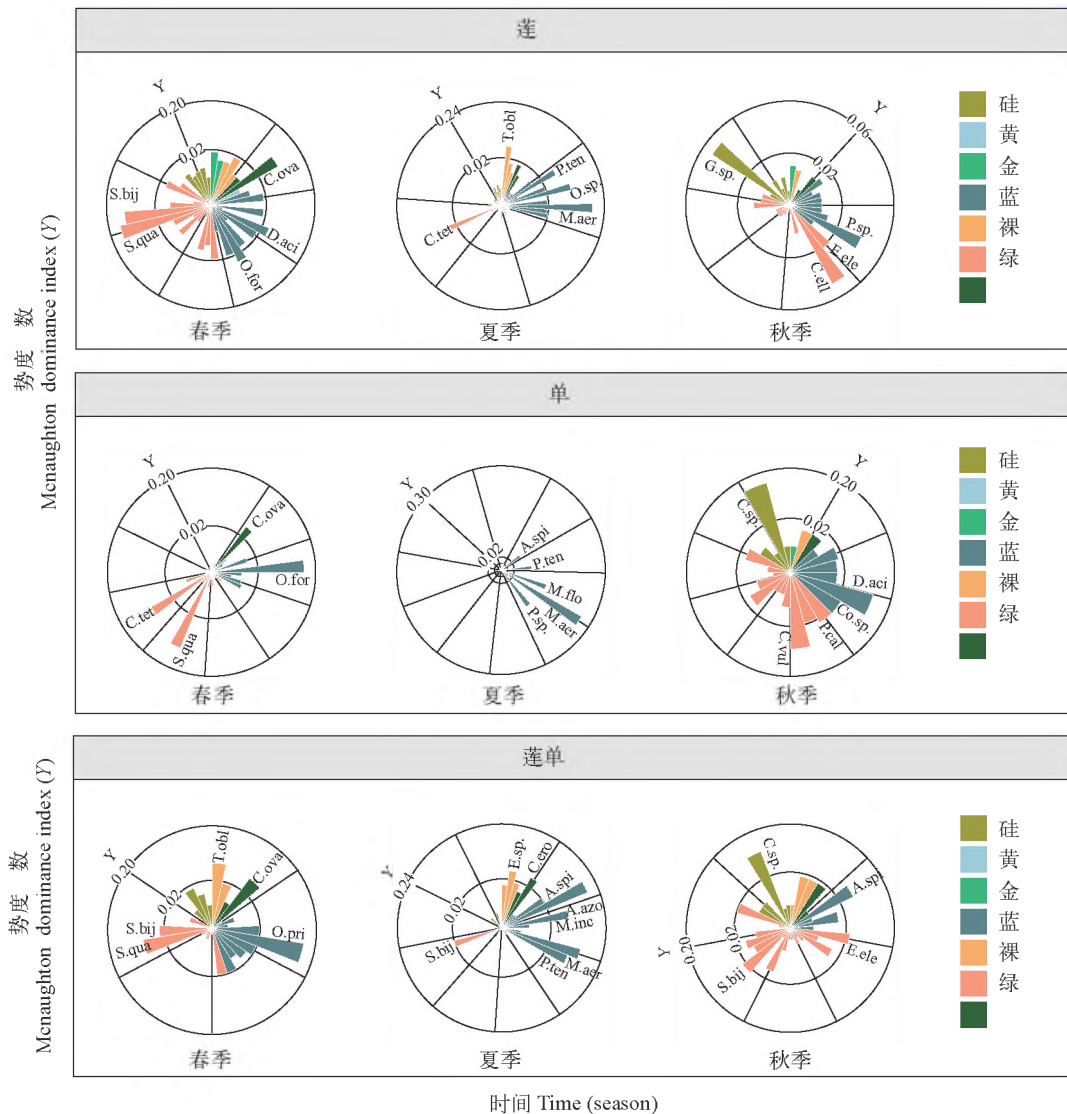 莲
Y
0.20
0.02
C.ova
D.aci
O.for
S.qua
S.bij
春季
Y
0.24
0.02
T.obl
P.ten
O.sp.
M.aer
C.tet
夏季
Y
0.06
0.02
G.sp.
P.sp.
E.ele
C.ell
秋季
硅
黄
金
蓝
裸
绿
势度 数
Mcnaughton dominance index (Y)
单
Y
0.20
0.02
C.ova
O.for
C.tet
S.qua
春季
Y
0.30
0.02
A.spi
P.ten
M.flo
M.aer
P.sp.
夏季
Y
0.20
0.02
C.sp.
D.aci
Co.sp.
P.cal
C.vul
秋季
硅
黄
金
蓝
裸
绿
莲单
Y
0.20
0.02
T.obl
C.ova
O.pri
S.bij
S.qua
春季
Y
0.24
0.02
E.sp.
C.ero
A.spi
A.azo
M.inc
M.aer
P.ten
S.bij
夏季
Y
0.20
0.02
C.sp.
A.spi
E.ele
S.bij
秋季
硅
黄
金
蓝
裸
绿
势度 数
Mcnaughton dominance index (Y)
时间 Time (season)